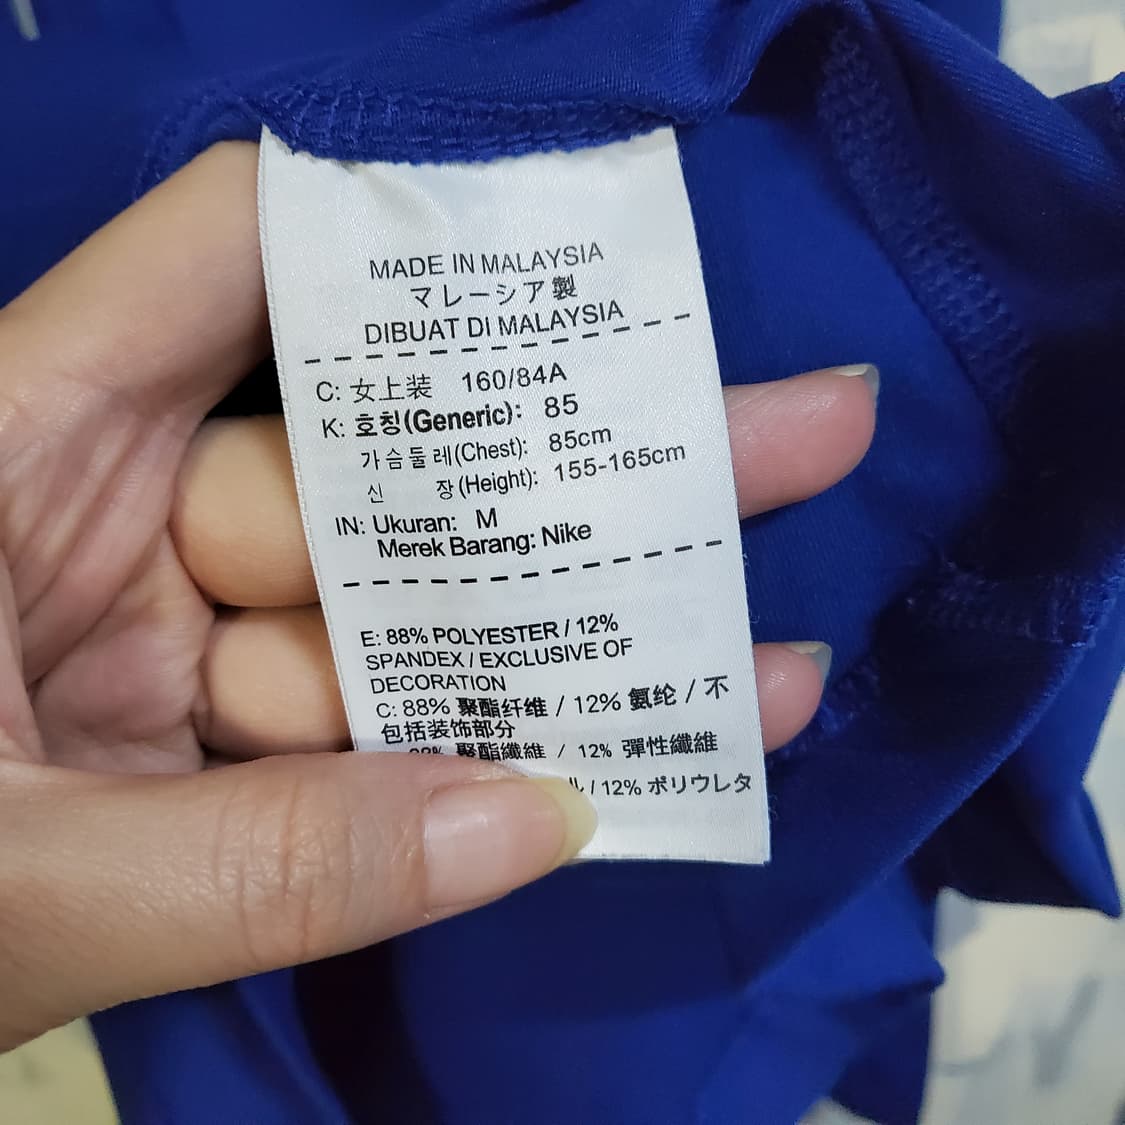 MADE IN MALAYSIA
マレーシア製
DIBUAT DI MALAYSIA
C: 女上装 160/84A
K: 호칭(Generic): 85
가슴둘레(Chest): 85cm
신 장(Height): 155-165cm
IN: Ukuran: M
Merek Barang: Nike
E: 88% POLYESTER / 12%
SPANDEX / EXCLUSIVE OF
DECORATION
C: 88% 聚酯纤维 / 12% 氨纶 / 不
包括装饰部分
88% 聚酯纖維 / 12% 彈性纖維
ル / 12% ポリウレタ